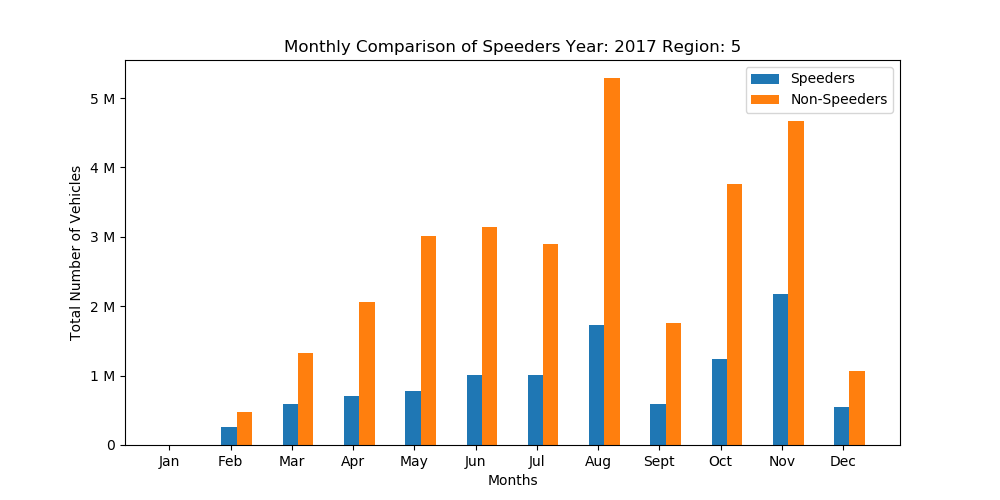 Monthly Comparison of Speeders Year: 2017 Region: 5
Speeders
Non-Speeders
Total Number of Vehicles
5 M
4 M
3 M
2 M
1 M
0
Jan Feb Mar Apr May Jun Jul Aug Sept Oct Nov Dec
Months